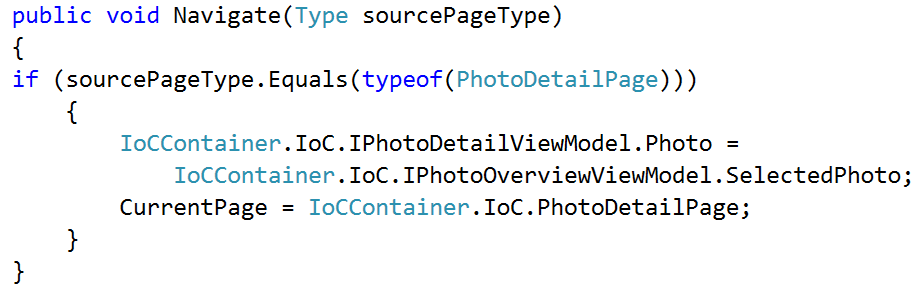 public void Navigate(Type sourcePageType)
{
if (sourcePageType.Equals(typeof(PhotoDetailPage)))
    {
        IoCContainer.IoC.IPhotoDetailViewModel.Photo =
            IoCContainer.IoC.IPhotoOverviewViewModel.SelectedPhoto;
        CurrentPage = IoCContainer.IoC.PhotoDetailPage;
    }
}